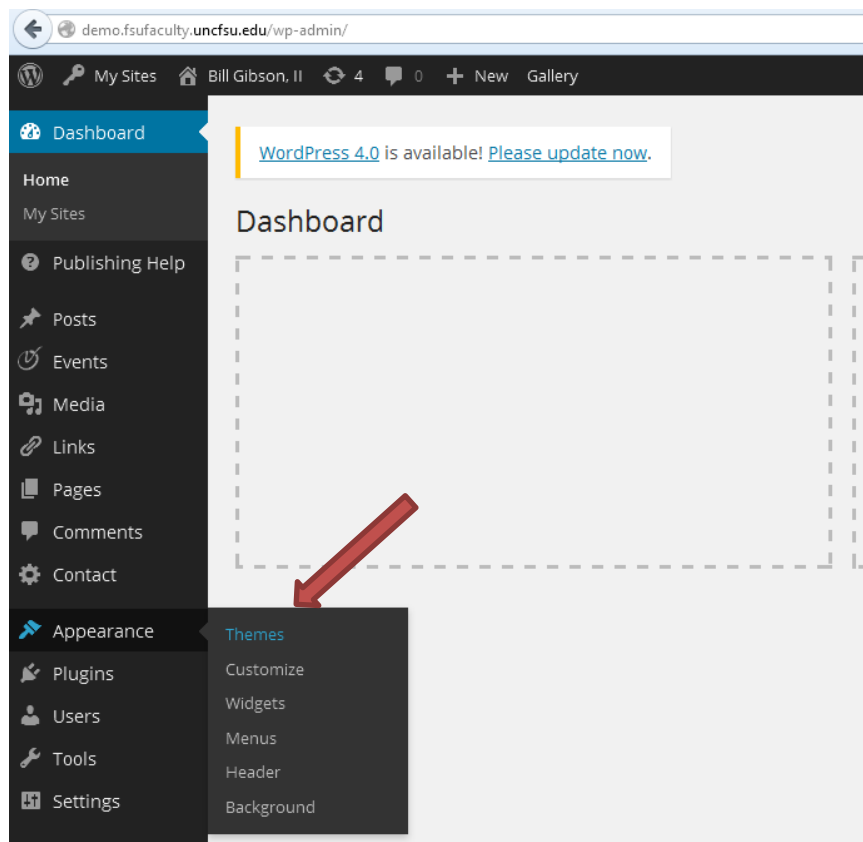 demo.fsufaculty.uncfsu.edu/wp-admin/
My Sites Bill Gibson, II 4 0 New Gallery
Dashboard
Home
My Sites
Publishing Help
Posts
Events
Media
Links
Pages
Comments
Contact
Appearance
Plugins
Users
Tools
Settings
WordPress 4.0 is available! Please update now.
Dashboard
Themes
Customize
Widgets
Menus
Header
Background